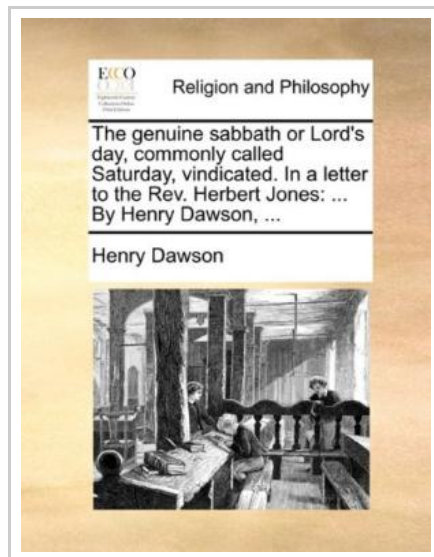 ECCO
Religion and Philosophy
The genuine sabbath or Lord's
day, commonly called
Saturday, vindicated. In a letter
to the Rev. Herbert Jones: ...
By Henry Dawson, ...
Henry Dawson